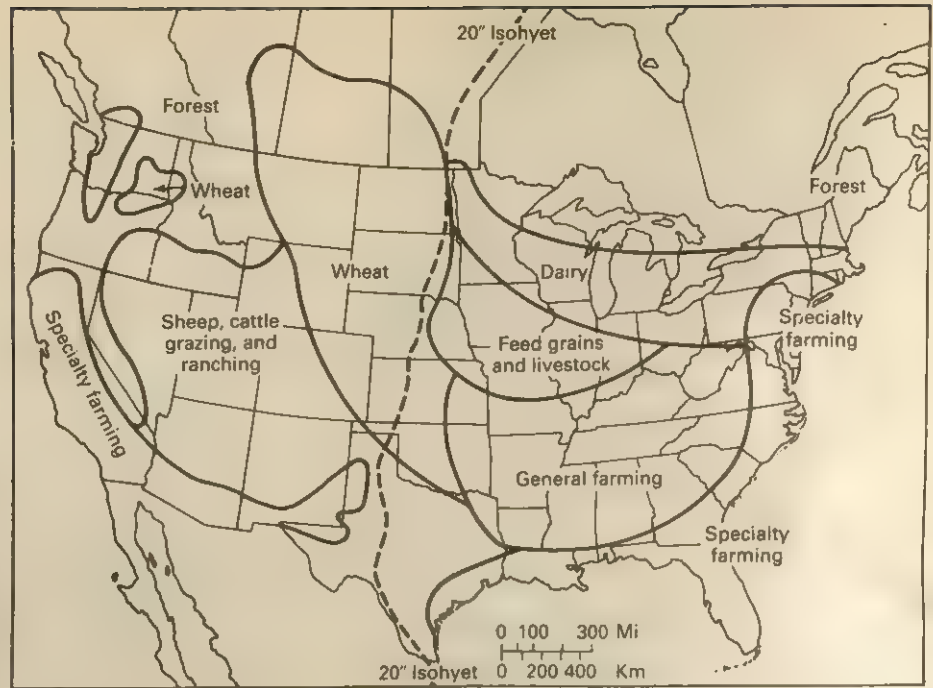 20" Isohyet
Forest
Wheat
Forest
Wheat
Dairy
Sheep, cattle
grazing, and
ranching
Specialty farming
Feed grains
and livestock
Specialty
farming
General farming
Specialty
farming
0 100 300 Mi
20" Isohyet
0 200 400 Km